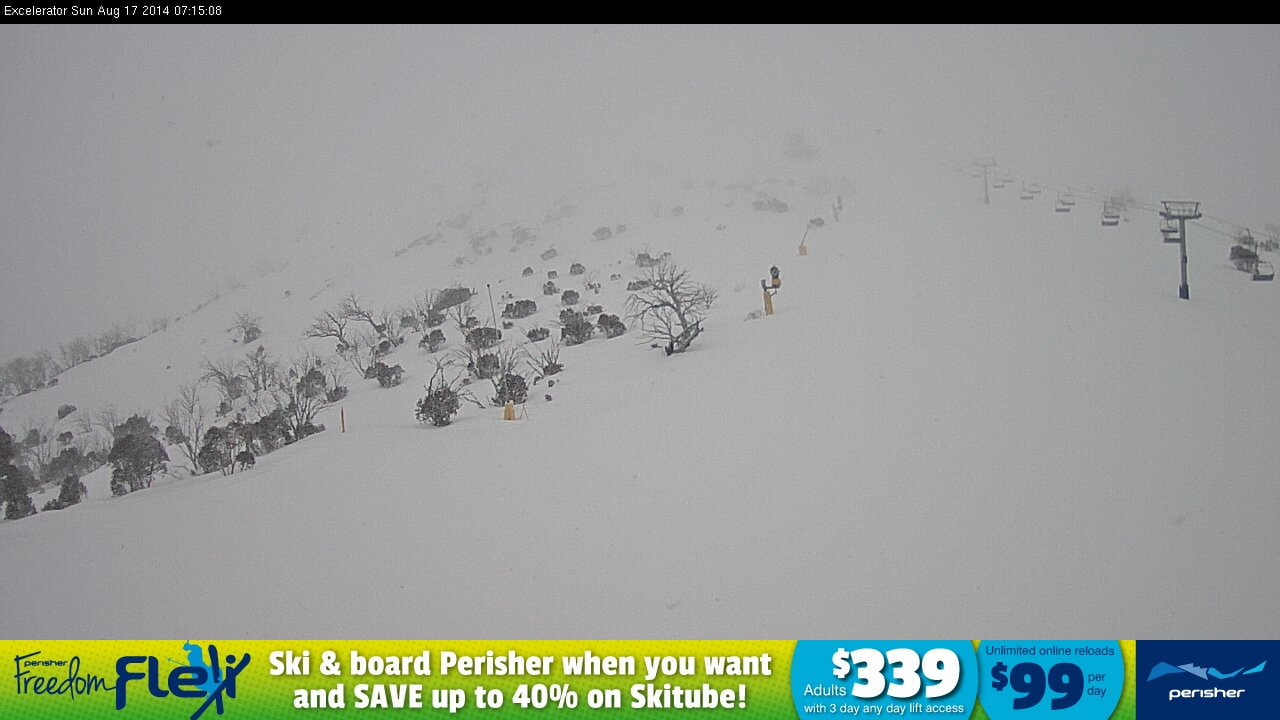 Excelerator Sun Aug 17 2014 07:15:08
perisher
Freedom Flexi
Ski & board Perisher when you want
and SAVE up to 40% on Skitube!
Adults $339
with 3 day any day lift access
Unlimited online reloads
$99 per
day
perisher